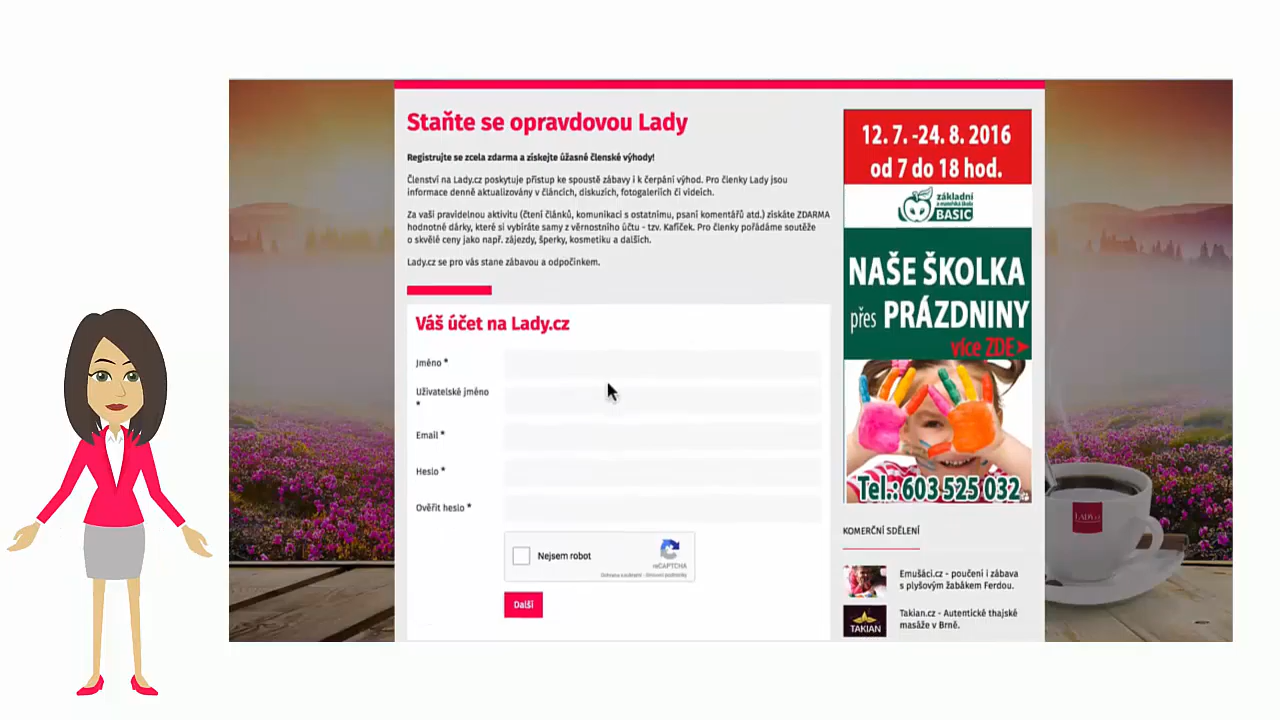 Staňte se opravdovou Lady
Registrujte se zcela zdarma a získejte úžasné členské výhody!
Členství na Lady.cz poskytuje přístup ke spoustě zábavy i k čerpání výhod. Pro členky Lady jsou
informace denně aktualizovány v článcích, diskuzích, fotogaleriích či videích.
Za vaši pravidelnou aktivitu (čtení článků, komunikaci s ostatnimu, psaní komentářů atd.) získáte ZDARMA
hodnotné dárky, které si vybíráte samy z věrnostního účtu - tzv. Kafíček. Pro členky pořádáme soutěže
o skvělé ceny jako např. zájezdy, šperky, kosmetiku a dalších.
Lady.cz se pro vás stane zábavou a odpočinkem.
Váš účet na Lady.cz
Jméno *
Uživatelské jméno
*
Email *
Heslo *
Ověřit heslo *
Nejsem robot
reCAPTCHA
Další
12. 7. -24. 8. 2016
od 7 do 18 hod.
základní
BASIC
NAŠE ŠKOLKA
přes PRÁZDNINY
více ZDE
Tel.: 603 525 032
KOMERČNÍ SDĚLENÍ
Emušáci.cz - poučení i zábava
s plyšovým žabákem Ferdou.
TAKIAN
Takian.cz - Autentické thajské
masáže v Brně.